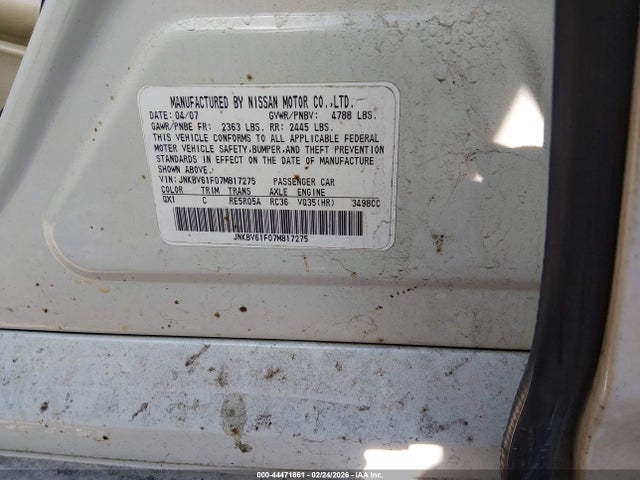 MANUFACTURED BY NISSAN MOTOR CO.,LTD.
DATE: 04/07 GVWR/PNBV: 4788 LBS.
GAWR/PNBE FR: 2363 LBS. RR: 2445 LBS.
THIS VEHICLE CONFORMS TO ALL APPLICABLE FEDERAL
MOTOR VEHICLE SAFETY,BUMPER,AND THEFT PREVENTION
STANDARDS IN EFFECT ON THE DATE OF MANUFACTURE
SHOWN ABOVE.
VIN: JNKBV61F07M817275 PASSENGER CAR
COLOR TRIM TRANS AXLE ENGINE
QX1 C RE5R05A RC36 VQ35(HR) 3498CC
JNKBV61F07M817275
000-44471861 - 02/24/2026 - IAAI.COM